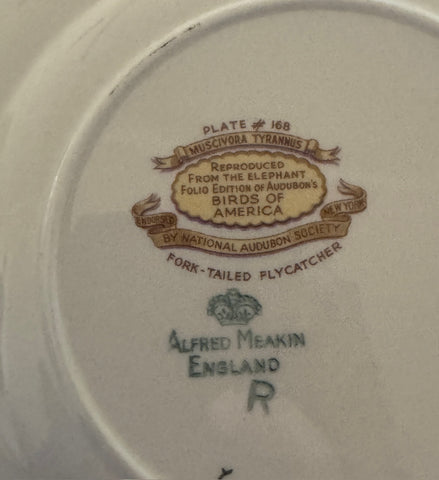 PLATE # 168
MUSCIVORA TYRANNUS
REPRODUCED
FROM THE ELEPHANT
FOLIO EDITION OF AUDUBON'S
BIRDS OF
AMERICA
ENDORSED
NEW YORK
BY NATIONAL AUDUBON SOCIETY
FORK-TAILED FLYCATCHER
ALFRED MEAKIN
ENGLAND
R